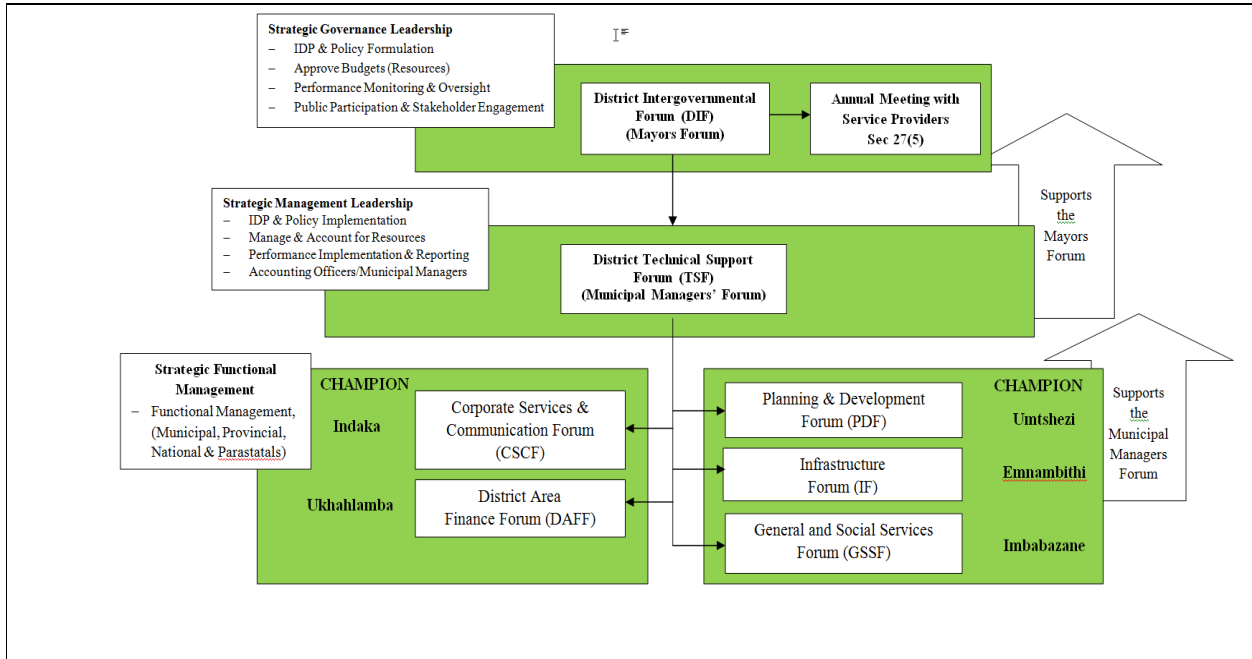 Strategic Governance Leadership
– IDP & Policy Formulation
– Approve Budgets (Resources)
– Performance Monitoring & Oversight
– Public Participation & Stakeholder Engagement
District Intergovernmental
Forum (DIF)
(Mayors Forum)
Annual Meeting with
Service Providers
Sec 27(5)
Strategic Management Leadership
– IDP & Policy Implementation
– Manage & Account for Resources
– Performance Implementation & Reporting
– Accounting Officers/Municipal Managers
District Technical Support
Forum (TSF)
(Municipal Managers’ Forum)
Supports
the
Mayors
Forum
Strategic Functional
Management
– Functional Management,
(Municipal, Provincial,
National & Parastatals)
CHAMPION
Indaka
Corporate Services &
Communication Forum
(CSCF)
Ukhahlamba
District Area
Finance Forum (DAFF)
CHAMPION
Planning & Development
Forum (PDF)
Umtshezi
Infrastructure
Forum (IF)
Emnambithi
General and Social Services
Forum (GSSF)
Imbabazane
Supports
the
Municipal
Managers
Forum